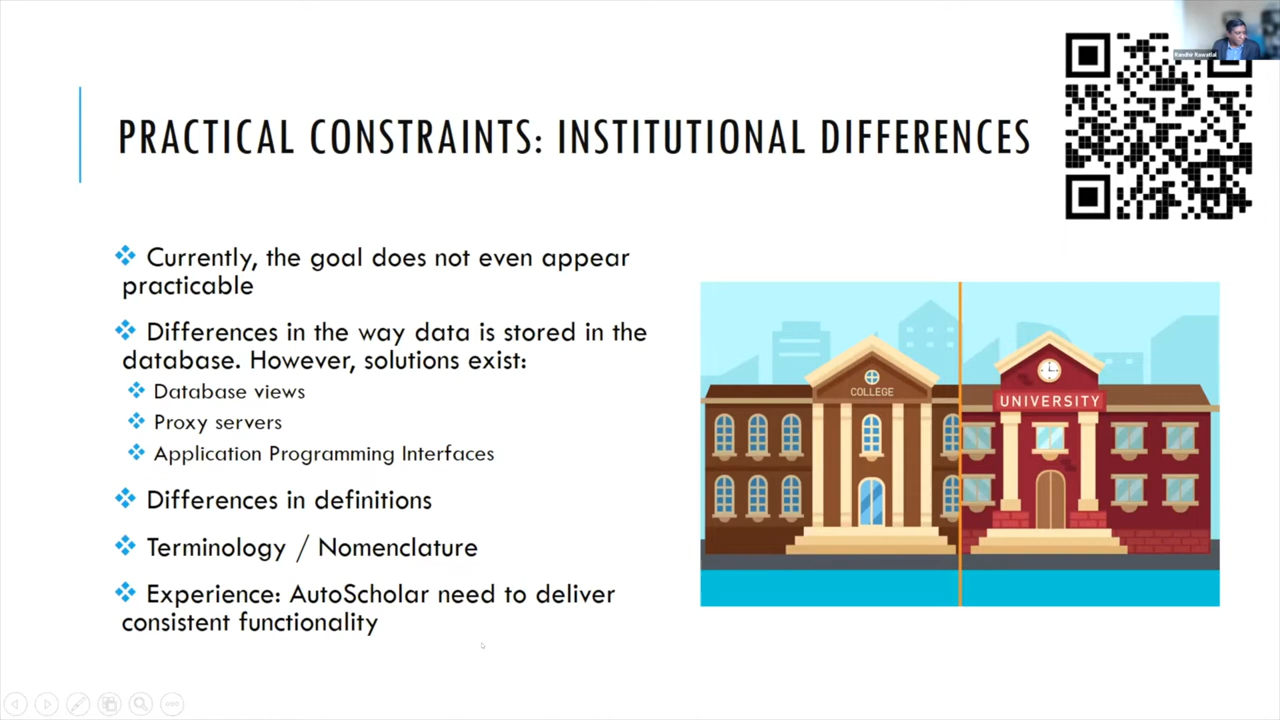 Randhir Rawatlal
PRACTICAL CONSTRAINTS: INSTITUTIONAL DIFFERENCES
Currently, the goal does not even appear
practicable
Differences in the way data is stored in the
database. However, solutions exist:
Database views
Proxy servers
Application Programming Interfaces
Differences in definitions
Terminology / Nomenclature
Experience: AutoScholar need to deliver
consistent functionality
COLLEGE
UNIVERSITY